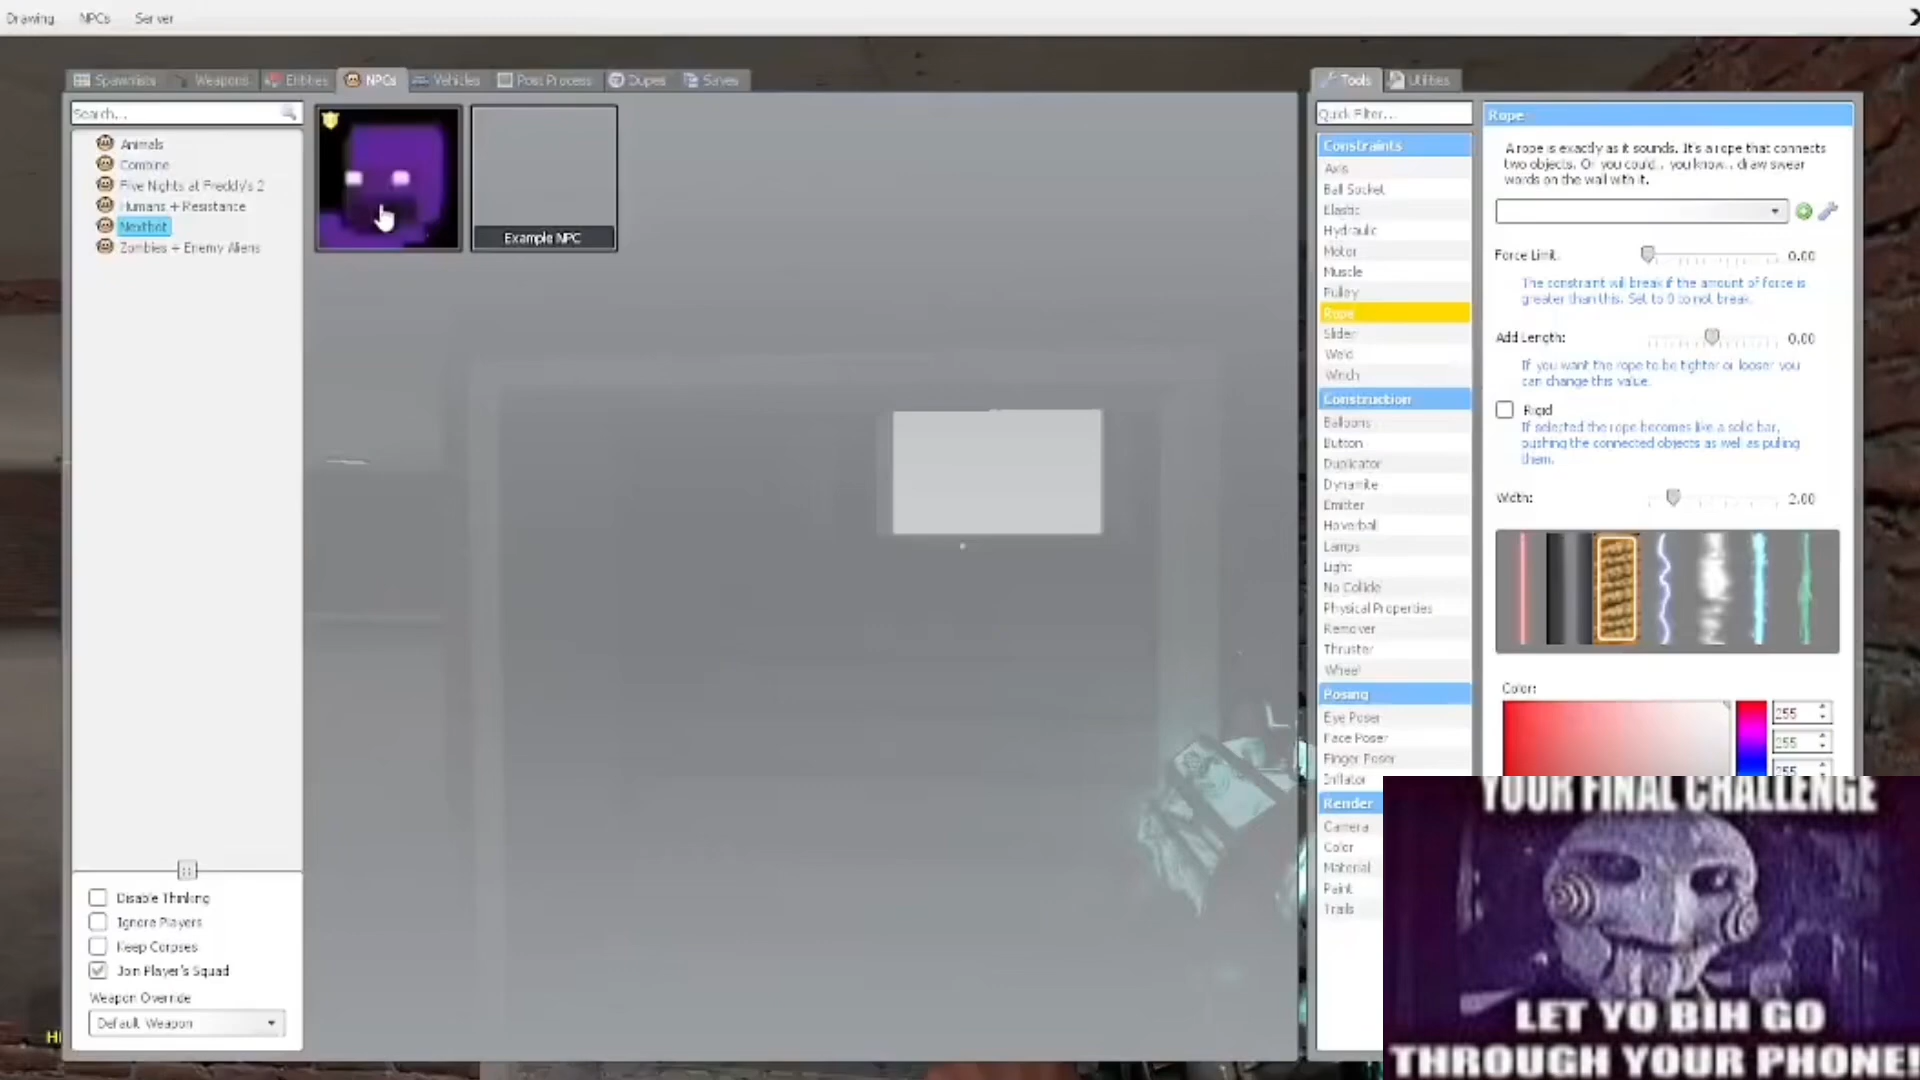 Drawing NPCs Server
Spawnlists Weapons Entities NPCs Vehicles Post Process Dupes Saves
Search...
Animals
Combine
Five Nights at Freddy's 2
Humans + Resistance
Nextbot
Zombies + Enemy Aliens
Example NPC
Disable Thinking
Ignore Players
Keep Corpses
Join Player's Squad
Weapon Override
Default Weapon
Tools Utilities
Quick Filter...
Constraints
Axis
Ball Socket
Elastic
Hydraulic
Motor
Muscle
Pulley
Rope
Slider
Weld
Winch
Construction
Balloons
Button
Duplicator
Dynamite
Emitter
Hoverball
Lamps
Light
No Collide
Physical Properties
Remover
Thruster
Wheel
Posing
Eye Poser
Face Poser
Finger Poser
Inflator
Render
Camera
Color
Material
Paint
Trails
Rope
A rope is exactly as it sounds. It's a rope that connects
two objects. Or you could.. you know.. draw swear
words on the wall with it.
Force Limit: 0.00
The constraint will break if the amount of force is
greater than this. Set to 0 to not break.
Add Length: 0.00
If you want the rope to be tighter or looser you
can change this value.
Rigid
If selected the rope becomes like a solid bar,
pushing the connected objects as well as puling
them.
Width: 2.00
Color:
255
255
255
YOUR FINAL CHALLENGE
LET YO BIH GO
THROUGH YOUR PHONE!